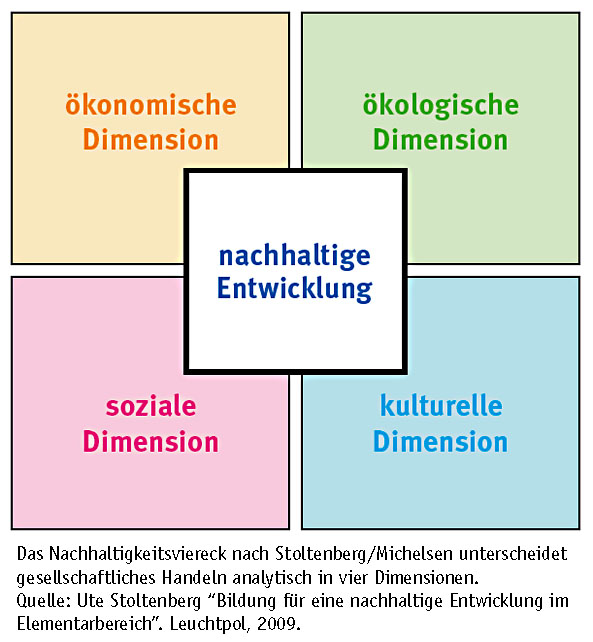 ökonomische
Dimension
ökologische
Dimension
nachhaltige
Entwicklung
soziale
Dimension
kulturelle
Dimension
Das Nachhaltigkeitsviereck nach Stoltenberg/Michelsen unterscheidet
gesellschaftliches Handeln analytisch in vier Dimensionen.
Quelle: Ute Stoltenberg “Bildung für eine nachhaltige Entwicklung im
Elementarbereich”. Leuchtpol, 2009.